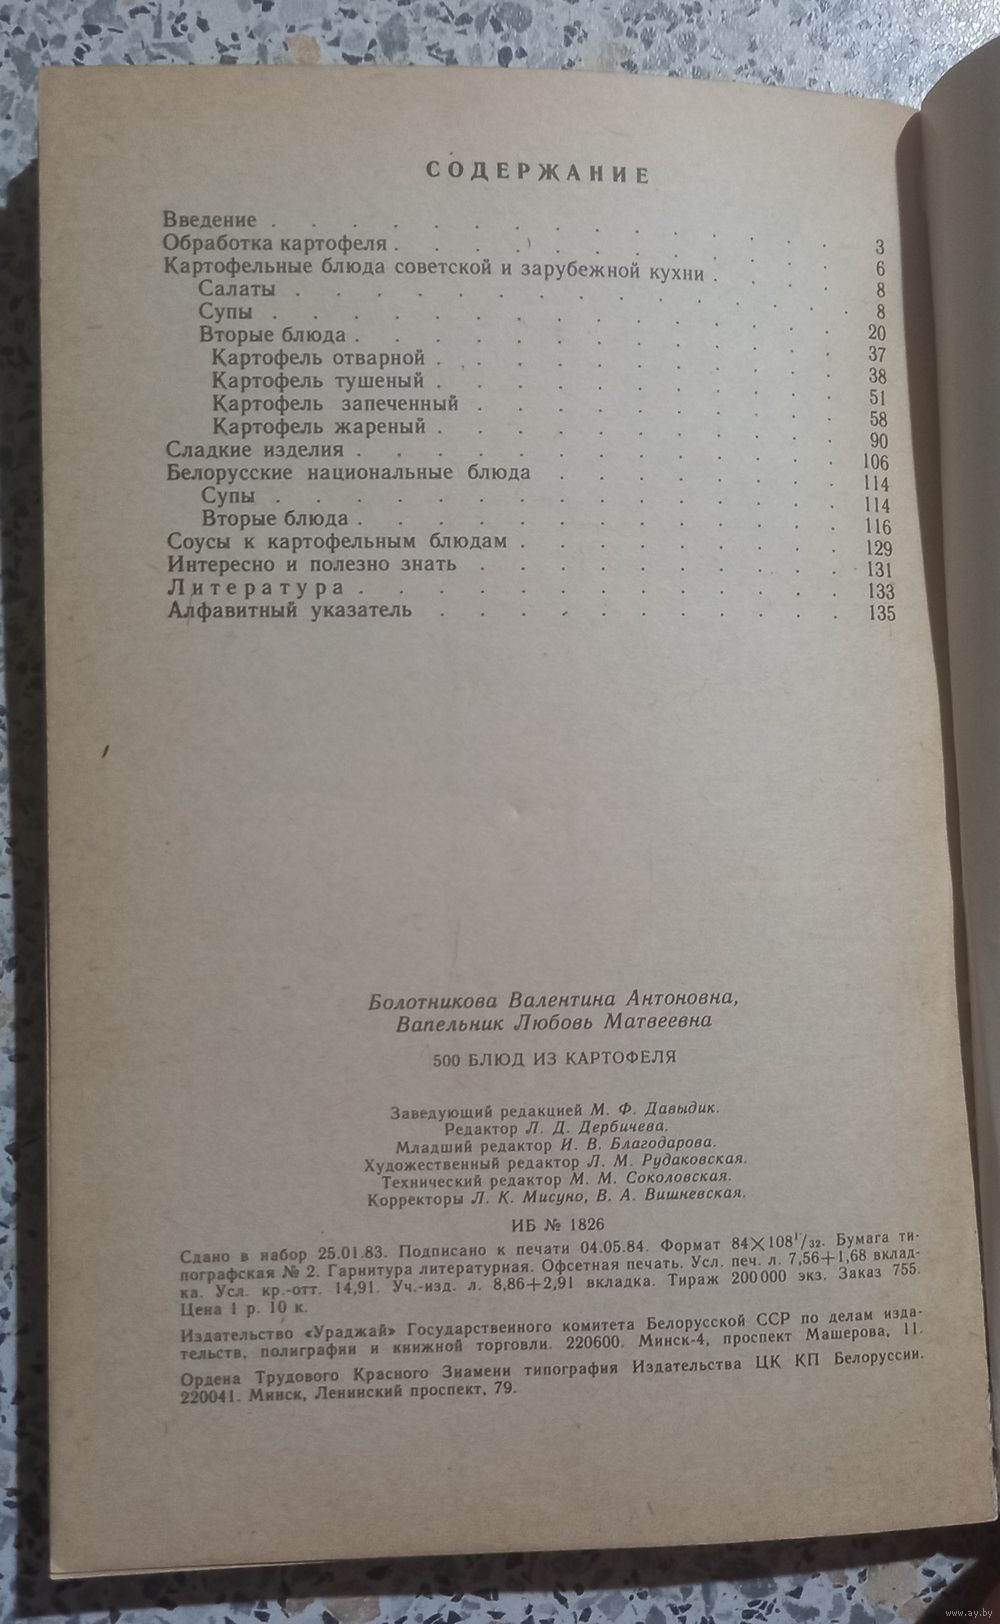 СОДЕРЖАНИЕ
Введение . . . . . . . . . . . . 3
Обработка картофеля . . . . . . . . . 6
Картофельные блюда советской и зарубежной кухни . . . 8
Салаты . . . . . . . . . . . . 8
Супы . . . . . . . . . . . . 20
Вторые блюда . . . . . . . . . . 37
Картофель отварной . . . . . . . . 38
Картофель тушеный . . . . . . . . 51
Картофель запеченный . . . . . . . 58
Картофель жареный . . . . . . . . 90
Сладкие изделия . . . . . . . . . . 106
Белорусские национальные блюда . . . . . . 114
Супы . . . . . . . . . . . . 114
Вторые блюда . . . . . . . . . . 116
Соусы к картофельным блюдам . . . . . . 129
Интересно и полезно знать . . . . . . . 131
Литература . . . . . . . . . . 133
Алфавитный указатель . . . . . . . . 135
Болотникова Валентина Антоновна,
Вапельник Любовь Матвеевна
500 БЛЮД ИЗ КАРТОФЕЛЯ
Заведующий редакцией М. Ф. Давыдик.
Редактор Л. Д. Дербичева.
Младший редактор И. В. Благодарова.
Художественный редактор Л. М. Рудаковская.
Технический редактор М. М. Соколовская.
Корректоры Л. К. Мисуно, В. А. Вишневская.
ИБ № 1826
Сдано в набор 25.01.83. Подписано к печати 04.05.84. Формат 84×108¹/₃₂. Бумага ти-
пографская № 2. Гарнитура литературная. Офсетная печать. Усл. печ. л. 7,56+1,68 вклад-
ка. Усл. кр.-отт. 14,91. Уч.-изд. л. 8,86+2,91 вкладка. Тираж 200 000 экз. Заказ 755.
Цена 1 р. 10 к.
Издательство «Ураджай» Государственного комитета Белорусской ССР по делам изда-
тельств, полиграфии и книжной торговли. 220600. Минск-4, проспект Машерова, 11.
Ордена Трудового Красного Знамени типография Издательства ЦК КП Белоруссии.
220041. Минск, Ленинский проспект, 79.
www.ay.by